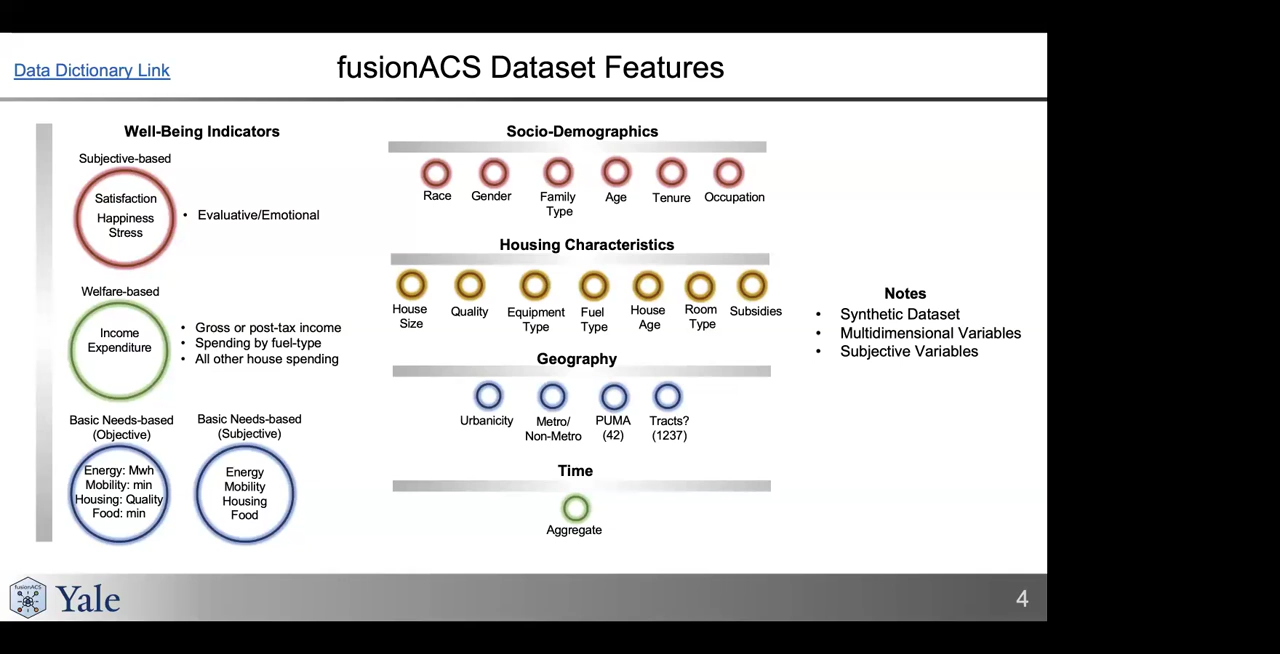 Data Dictionary Link
fusionACS Dataset Features
Well-Being Indicators
Subjective-based
Satisfaction
Happiness
Stress
• Evaluative/Emotional
Welfare-based
Income
Expenditure
• Gross or post-tax income
• Spending by fuel-type
• All other house spending
Basic Needs-based
(Objective)
Energy: Mwh
Mobility: min
Housing: Quality
Food: min
Basic Needs-based
(Subjective)
Energy
Mobility
Housing
Food
Socio-Demographics
Race
Gender
Family
Type
Age
Tenure
Occupation
Housing Characteristics
House
Size
Quality
Equipment
Type
Fuel
Type
House
Age
Room
Type
Subsidies
Geography
Urbanicity
Metro/
Non-Metro
PUMA
(42)
Tracts?
(1237)
Time
Aggregate
Notes
• Synthetic Dataset
• Multidimensional Variables
• Subjective Variables
fusionACS
Yale
4